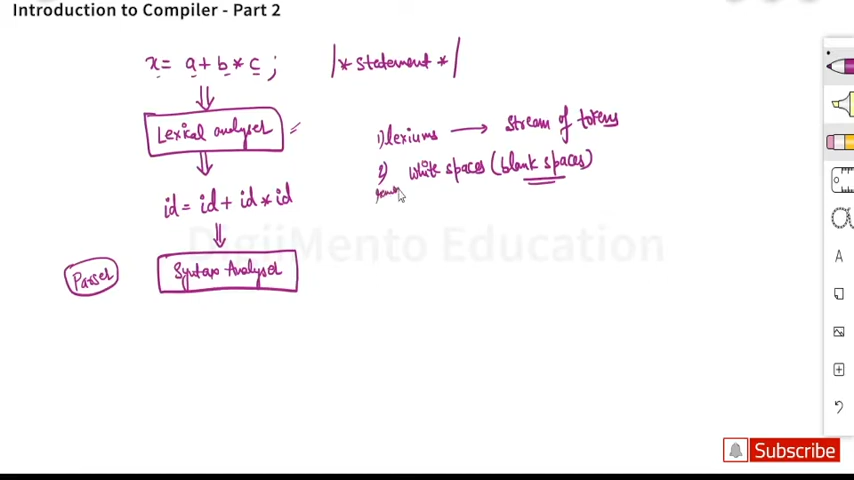 Introduction to Compiler - Part 2
x = a + b * c ; /* statement */
Lexical analyser
1) lexiums → stream of tokens
2) white spaces (blank spaces)
id = id + id * id
DigiiMento Education
Parser Syntax Analyser
A
Subscribe